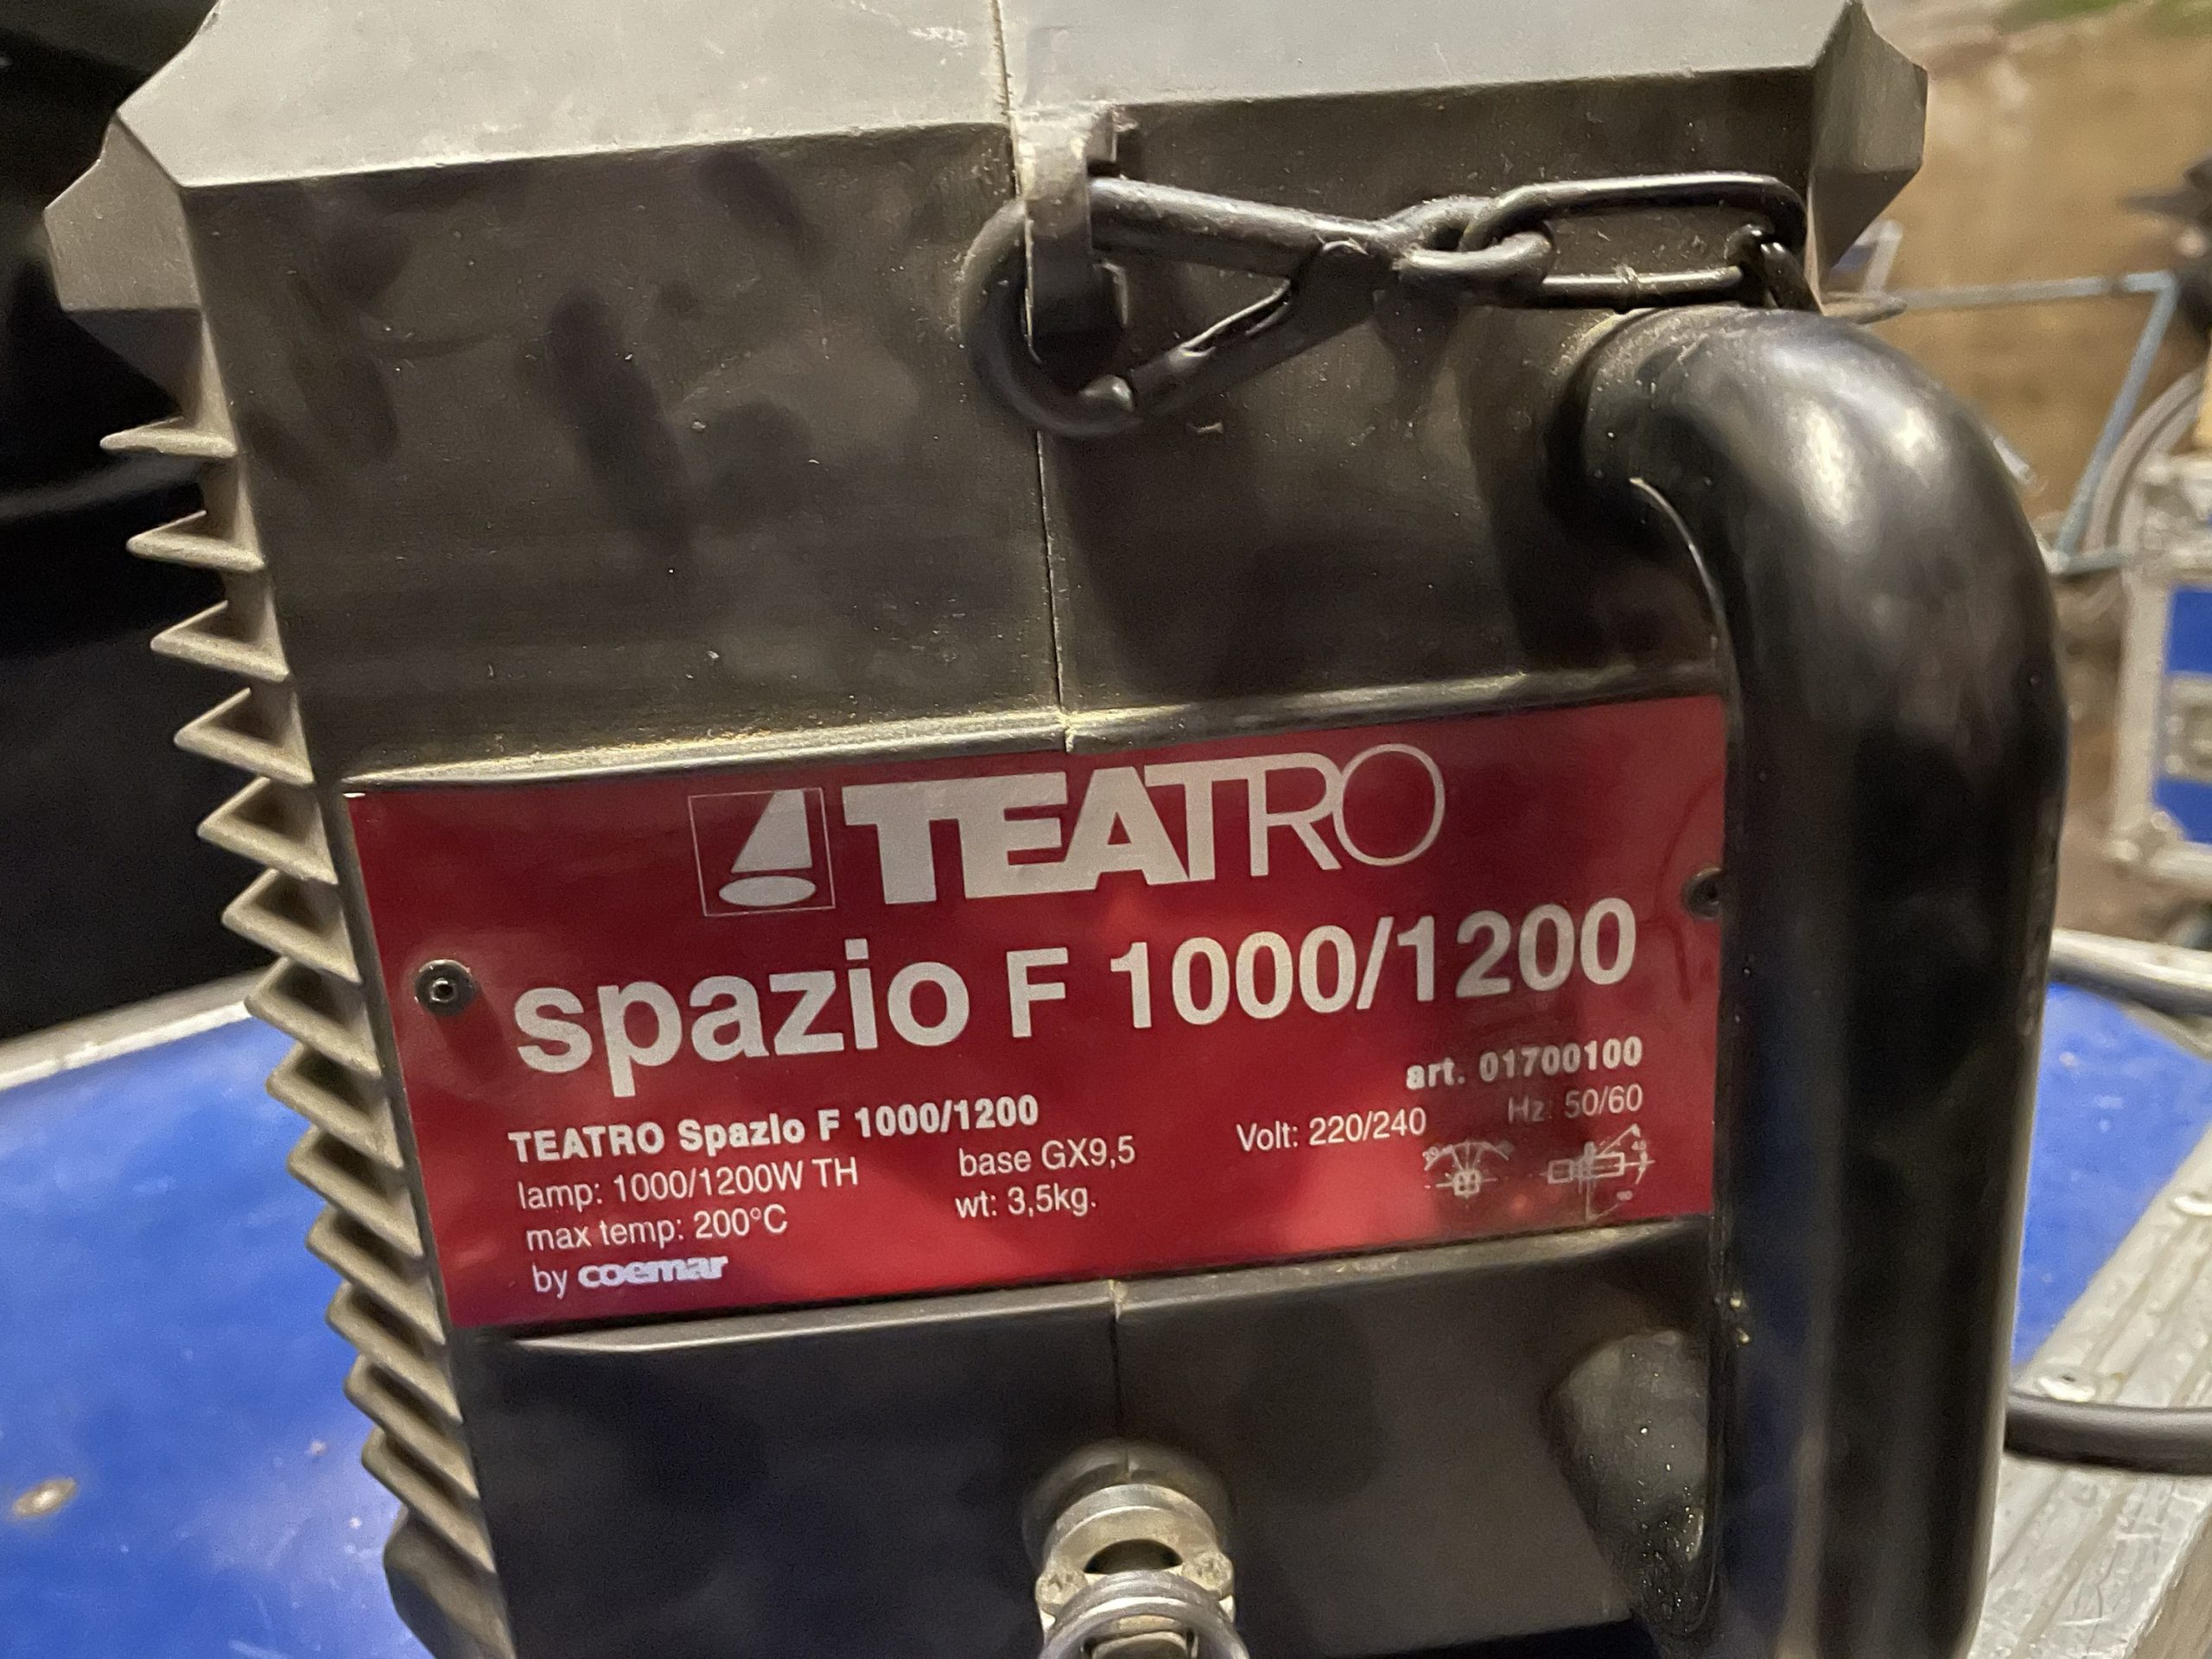 TEATRO
spazio F 1000/1200
art. 01700100
TEATRO Spazio F 1000/1200
Volt: 220/240 Hz: 50/60
lamp: 1000/1200W TH base GX9,5
max temp: 200°C wt: 3,5kg.
by coemar